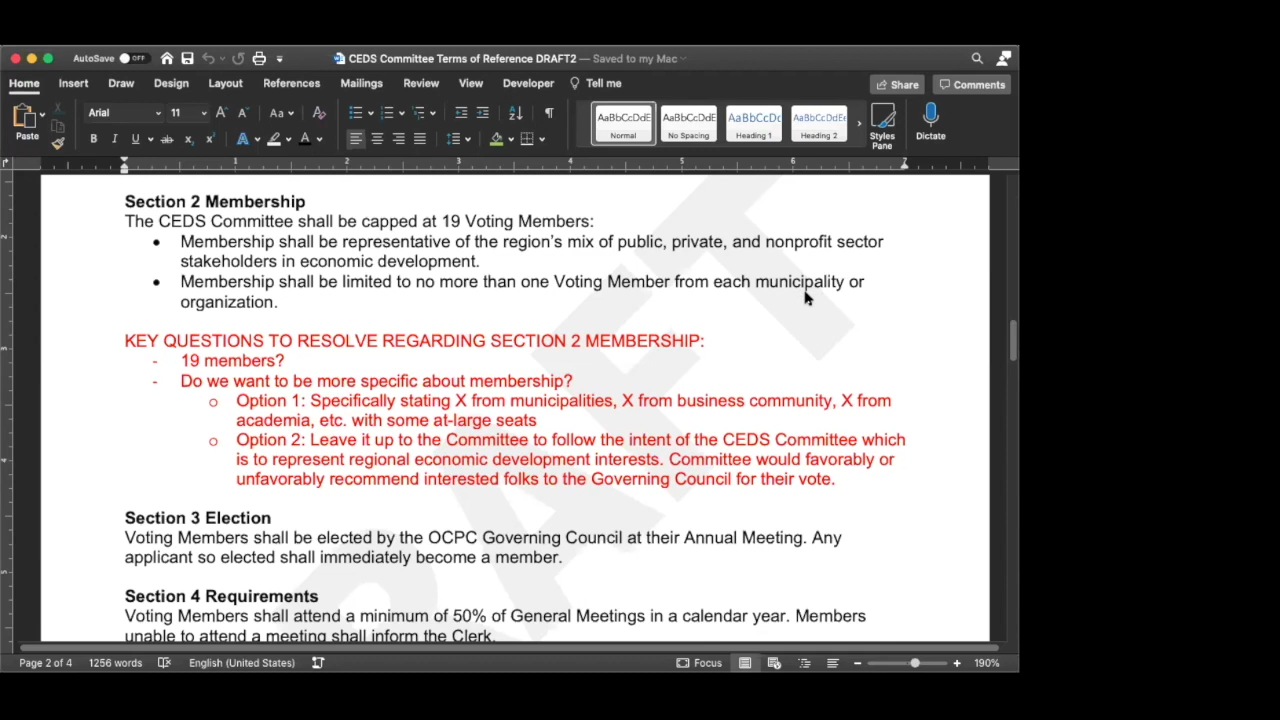 AutoSave OFF CEDS Committee Terms of Reference DRAFT2 — Saved to my Mac
Home Insert Draw Design Layout References Mailings Review View Developer Tell me Share Comments
Paste Arial 11 Aa AaBbCcDdE Normal AaBbCcDdE No Spacing AaBbCcDc Heading 1 AaBbCcDdEe Heading 2 Styles Pane Dictate
1 2 3 4 5 6 7
Section 2 Membership
The CEDS Committee shall be capped at 19 Voting Members:
• Membership shall be representative of the region's mix of public, private, and nonprofit sector
stakeholders in economic development.
• Membership shall be limited to no more than one Voting Member from each municipality or
organization.
KEY QUESTIONS TO RESOLVE REGARDING SECTION 2 MEMBERSHIP:
- 19 members?
- Do we want to be more specific about membership?
o Option 1: Specifically stating X from municipalities, X from business community, X from
academia, etc. with some at-large seats
o Option 2: Leave it up to the Committee to follow the intent of the CEDS Committee which
is to represent regional economic development interests. Committee would favorably or
unfavorably recommend interested folks to the Governing Council for their vote.
Section 3 Election
Voting Members shall be elected by the OCPC Governing Council at their Annual Meeting. Any
applicant so elected shall immediately become a member.
Section 4 Requirements
Voting Members shall attend a minimum of 50% of General Meetings in a calendar year. Members
unable to attend a meeting shall inform the Clerk.
DRAFT
Page 2 of 4 1256 words English (United States) Focus 190%